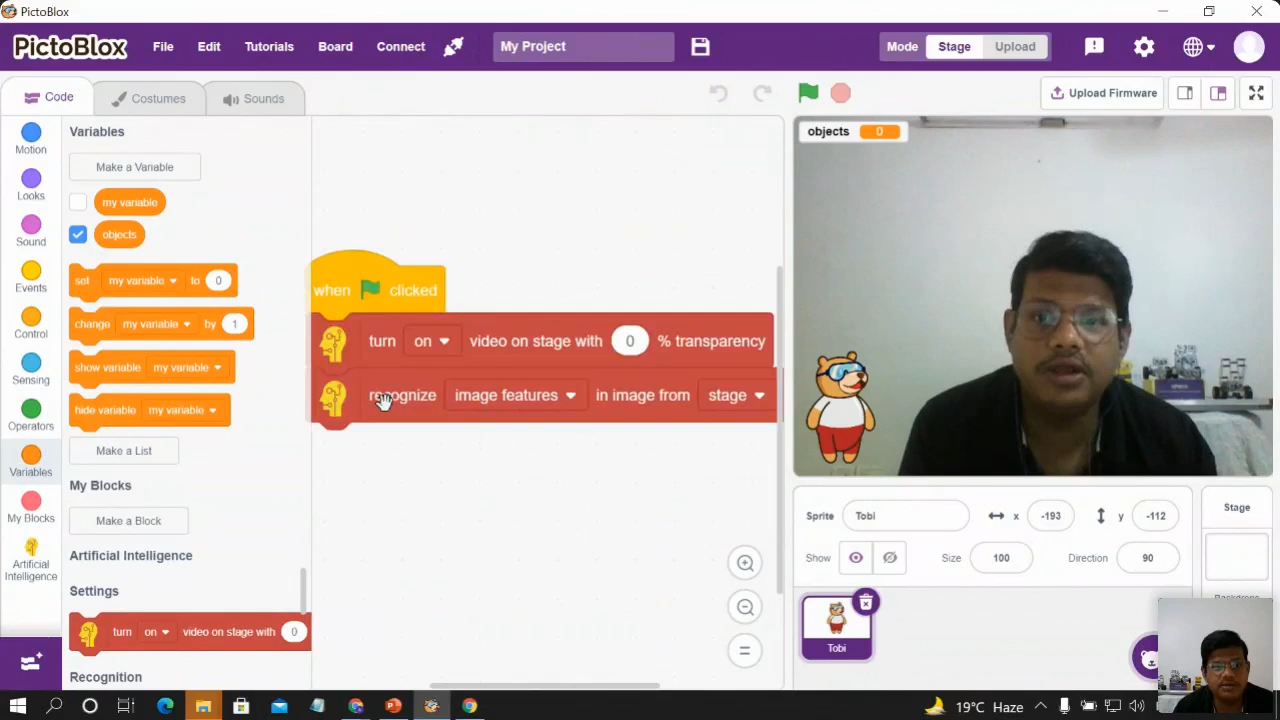 PictoBlox
PictoBlox File Edit Tutorials Board Connect My Project Mode Stage Upload
Code Costumes Sounds Upload Firmware
Motion
Looks
Sound
Events
Control
Sensing
Operators
Variables
My Blocks
Artificial
Intelligence
Variables
Make a Variable
my variable
objects
set my variable to 0
change my variable by 1
show variable my variable
hide variable my variable
Make a List
My Blocks
Make a Block
Artificial Intelligence
Settings
turn on video on stage with 0
Recognition
when clicked
turn on video on stage with 0 % transparency
recognize image features in image from stage
objects 0
Sprite Tobi x -193 y -112
Show Size 100 Direction 90
Tobi
Stage
19°C Haze